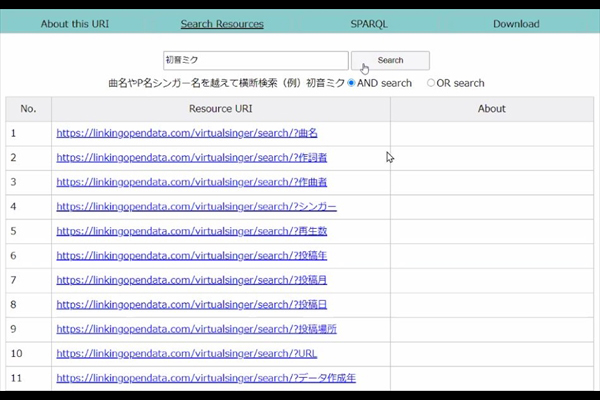 About this URI Search Resources SPARQL Download
初音ミク Search
曲名やP名シンガー名を越えて横断検索（例）初音ミク AND search OR search
No. Resource URI About
1 https://linkingopendata.com/virtualsinger/search/?曲名
2 https://linkingopendata.com/virtualsinger/search/?作詞者
3 https://linkingopendata.com/virtualsinger/search/?作曲者
4 https://linkingopendata.com/virtualsinger/search/?シンガー
5 https://linkingopendata.com/virtualsinger/search/?再生数
6 https://linkingopendata.com/virtualsinger/search/?投稿年
7 https://linkingopendata.com/virtualsinger/search/?投稿月
8 https://linkingopendata.com/virtualsinger/search/?投稿日
9 https://linkingopendata.com/virtualsinger/search/?投稿場所
10 https://linkingopendata.com/virtualsinger/search/?URL
11 https://linkingopendata.com/virtualsinger/search/?データ作成年